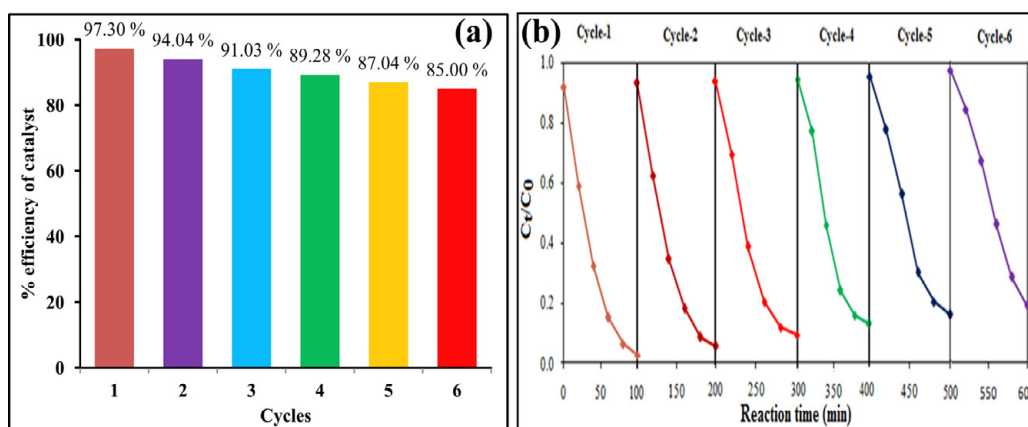 (a)
97.30 %
94.04 %
91.03 %
89.28 %
87.04 %
85.00 %
% efficiency of catalyst
100
80
60
40
20
0
1 2 3 4 5 6
Cycles
(b)
Cycle-1 Cycle-2 Cycle-3 Cycle-4 Cycle-5 Cycle-6
Ct/C0
1.0
0.8
0.6
0.4
0.2
0.0
0 50 100 150 200 250 300 350 400 450 500 550 600
Reaction time (min)